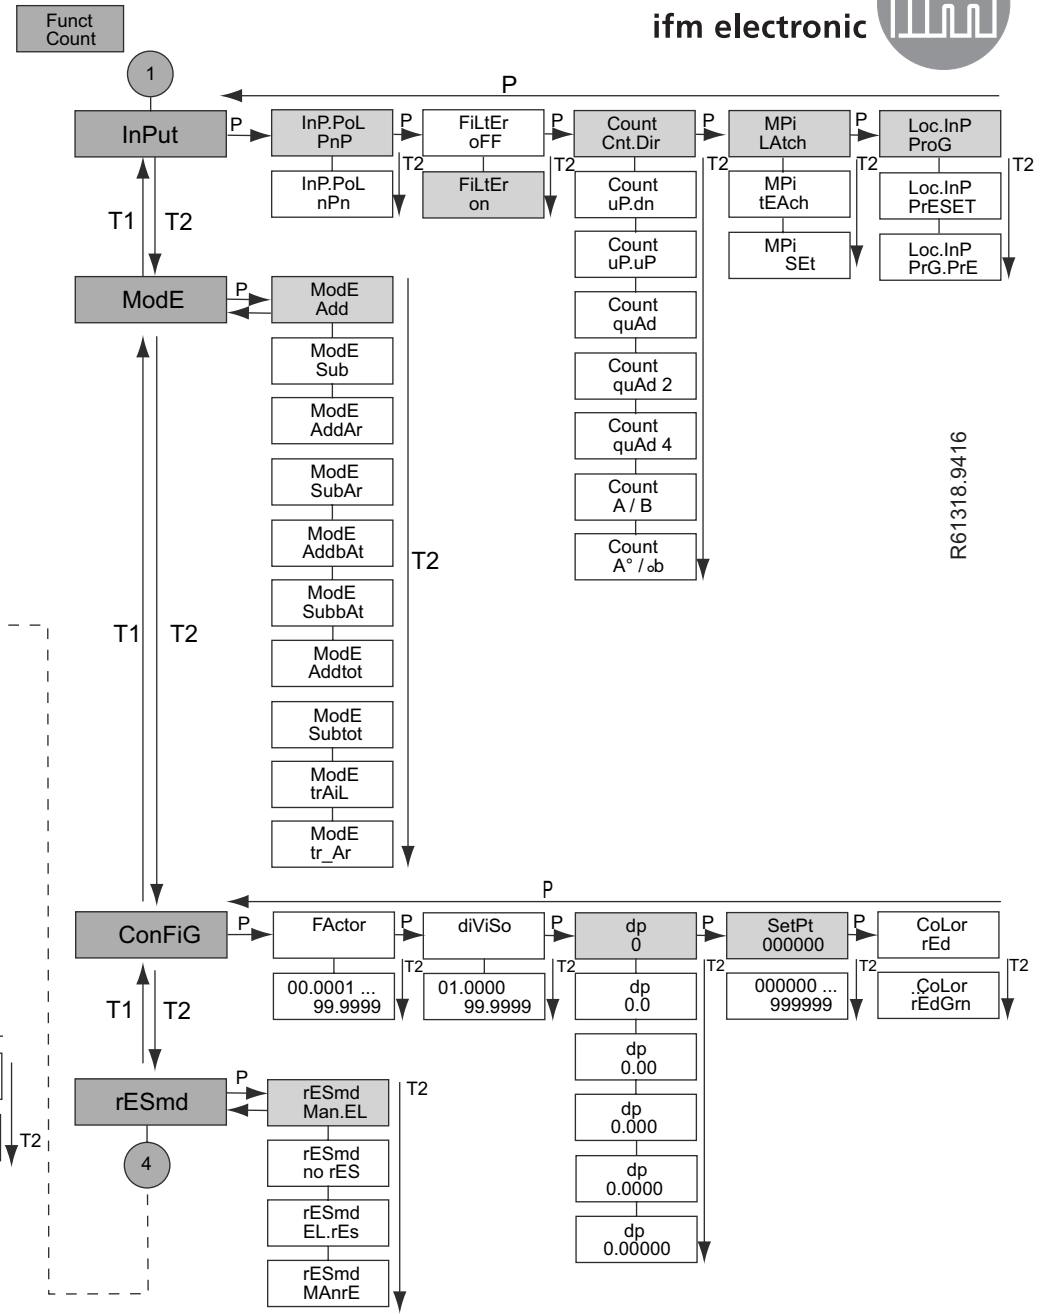 Funct
Count
ifm electronic
1
P
InPut
P
InP.PoL
PnP
P
FiLtEr
oFF
P
Count
Cnt.Dir
P
MPi
LAtch
P
Loc.InP
ProG
T2
T2
T2
T2
T2
InP.PoL
nPn
FiLtEr
on
Count
uP.dn
MPi
tEAch
Loc.InP
PrESET
Count
uP.uP
MPi
SEt
Loc.InP
PrG.PrE
T1
T2
ModE
P
ModE
Add
Count
quAd
ModE
Sub
Count
quAd 2
ModE
AddAr
Count
quAd 4
ModE
SubAr
Count
A / B
ModE
AddbAt
Count
A° / ob
T2
R61318.9416
ModE
SubbAt
T1
T2
ModE
Addtot
ModE
Subtot
ModE
trAiL
ModE
tr_Ar
P
ConFiG
P
FActor
P
diViSo
P
dp
0
P
SetPt
000000
P
CoLor
rEd
T2
T2
T2
T2
T2
00.0001 ...
99.9999
01.0000
99.9999
dp
0.0
000000 ...
999999
..CoLor
rEdGrn
T1
T2
dp
0.00
rESmd
P
rESmd
Man.EL
T2
dp
0.000
T2
4
rESmd
no rES
dp
0.0000
rESmd
EL.rEs
dp
0.00000
rESmd
MAnrE